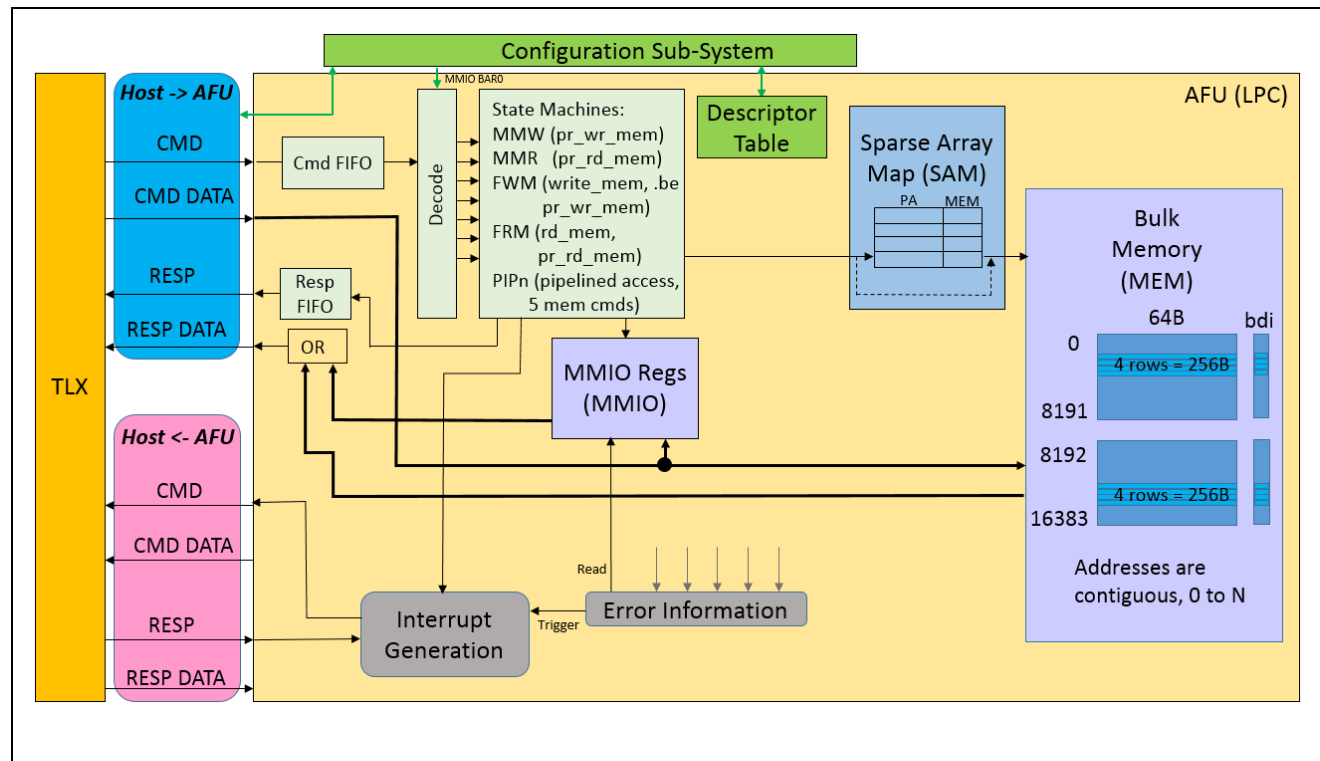 Configuration Sub-System
MMIO BAR0
AFU (LPC)
Host -> AFU
CMD
CMD DATA
RESP
RESP DATA
TLX
Host <- AFU
CMD
CMD DATA
RESP
RESP DATA
Cmd FIFO
Decode
State Machines:
MMW (pr_wr_mem)
MMR (pr_rd_mem)
FWM (write_mem, .be
pr_wr_mem)
FRM (rd_mem,
pr_rd_mem)
PIPn (pipelined access,
5 mem cmds)
Resp
FIFO
OR
Descriptor
Table
Sparse Array
Map (SAM)
PA MEM
MMIO Regs
(MMIO)
Bulk
Memory
(MEM)
64B bdi
0
4 rows = 256B
8191
8192
4 rows = 256B
16383
Addresses are
contiguous, 0 to N
Read
Error Information
Trigger
Interrupt
Generation